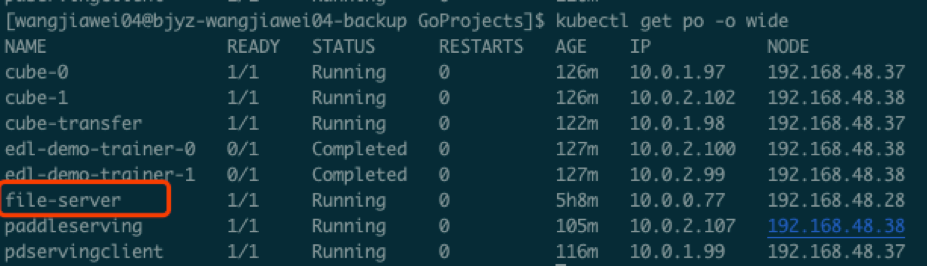 [wangjiawei04@bjyz-wangjiawei04-backup GoProjects]$ kubectl get po -o wide
NAME READY STATUS RESTARTS AGE IP NODE
cube-0 1/1 Running 0 126m 10.0.1.97 192.168.48.37
cube-1 1/1 Running 0 126m 10.0.2.102 192.168.48.38
cube-transfer 1/1 Running 0 122m 10.0.1.98 192.168.48.37
edl-demo-trainer-0 0/1 Completed 0 127m 10.0.2.100 192.168.48.38
edl-demo-trainer-1 0/1 Completed 0 127m 10.0.2.99 192.168.48.38
file-server 1/1 Running 0 5h8m 10.0.0.77 192.168.48.28
paddleserving 1/1 Running 0 105m 10.0.2.107 192.168.48.38
pdservingclient 1/1 Running 0 116m 10.0.1.99 192.168.48.37